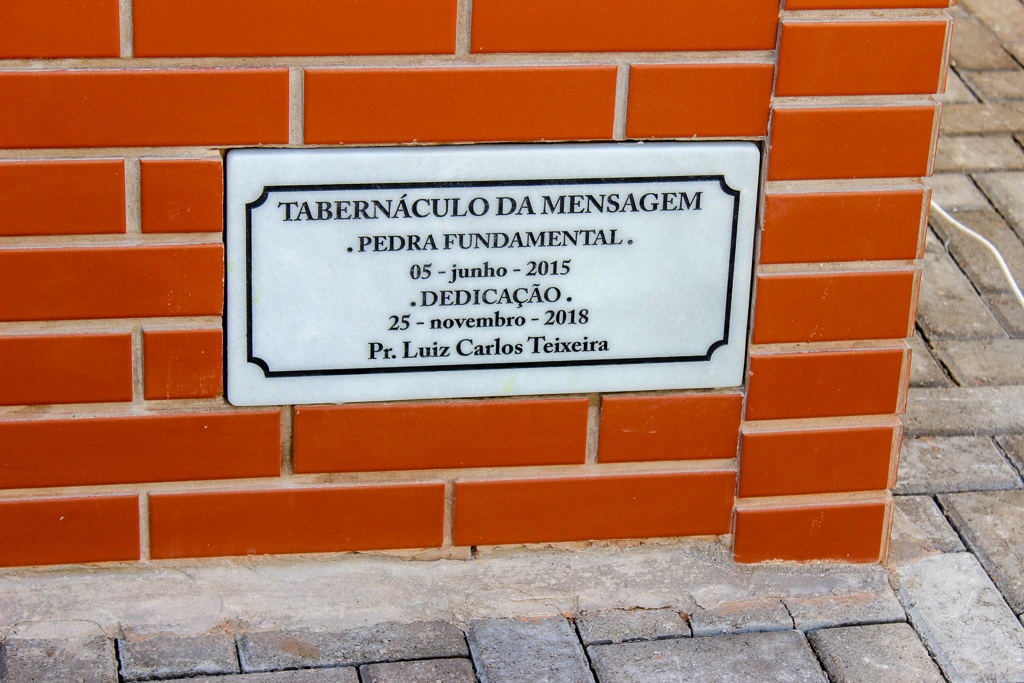 TABERNÁCULO DA MENSAGEM
. PEDRA FUNDAMENTAL .
05 - junho - 2015
. DEDICAÇÃO .
25 - novembro - 2018
Pr. Luiz Carlos Teixeira